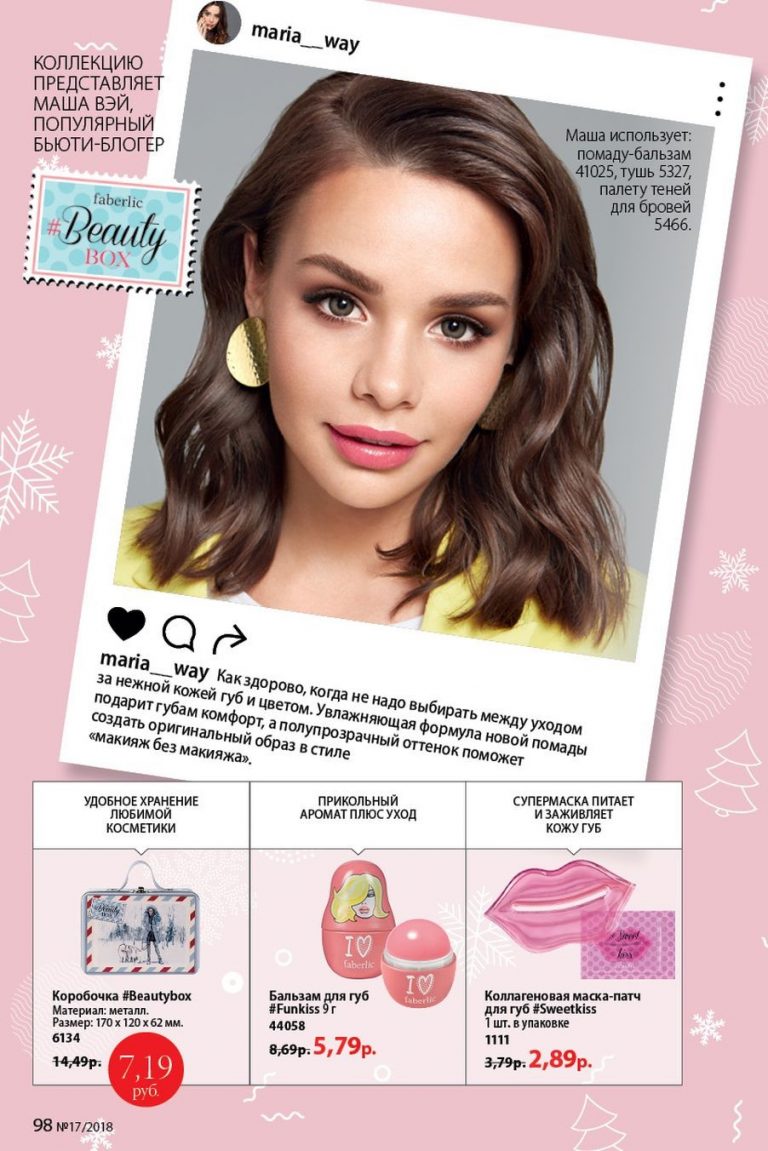 maria__way
КОЛЛЕКЦИЮ
ПРЕДСТАВЛЯЕТ
МАША ВЭЙ,
ПОПУЛЯРНЫЙ
БЬЮТИ-БЛОГЕР
faberlic
#Beauty
BOX
Маша использует:
помаду-бальзам
41025, тушь 5327,
палету теней
для бровей
5466.
maria__way Как здорово, когда не надо выбирать между уходом
за нежной кожей губ и цветом. Увлажняющая формула новой помады
подарит губам комфорт, а полупрозрачный оттенок поможет
создать оригинальный образ в стиле
«макияж без макияжа».
УДОБНОЕ ХРАНЕНИЕ
ЛЮБИМОЙ
КОСМЕТИКИ
Beauty
BOX
Коробочка #Beautybox
Материал: металл.
Размер: 170 х 120 х 62 мм.
6134
14,49р.
7,19
руб.
ПРИКОЛЬНЫЙ
АРОМАТ ПЛЮС УХОД
I
faberlic
I
faberlic
Бальзам для губ
#Funkiss 9 г
44058
8,69р. 5,79р.
СУПЕРМАСКА ПИТАЕТ
И ЗАЖИВЛЯЕТ
КОЖУ ГУБ
Sweet
kiss
Коллагеновая маска-патч
для губ #Sweetkiss
1 шт. в упаковке
1111
3,79р. 2,89р.
98 №17/2018